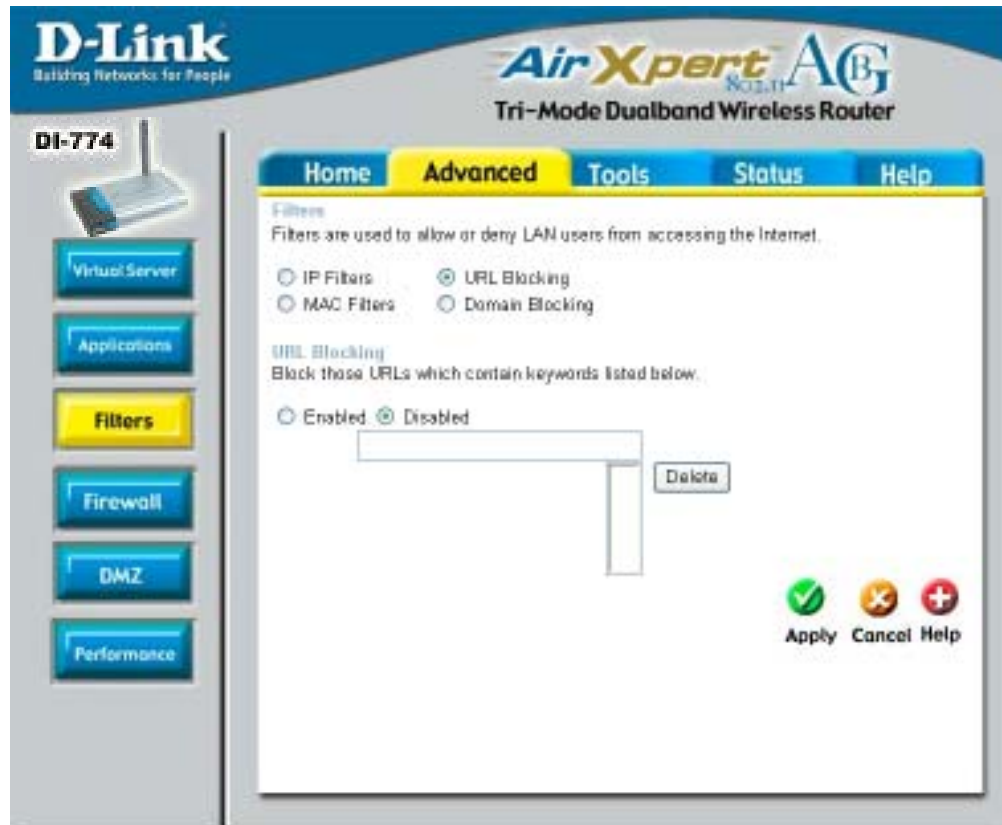 D-Link
Building Networks for People
Air Xpert 802.11 ABG
Tri-Mode Dualband Wireless Router
DI-774
Home Advanced Tools Status Help
Filters
Filters are used to allow or deny LAN users from accessing the Internet.
IP Filters URL Blocking
MAC Filters Domain Blocking
URL Blocking
Block those URLs which contain keywords listed below.
Enabled Disabled
Delete
Apply Cancel Help
Virtual Server
Applications
Filters
Firewall
DMZ
Performance